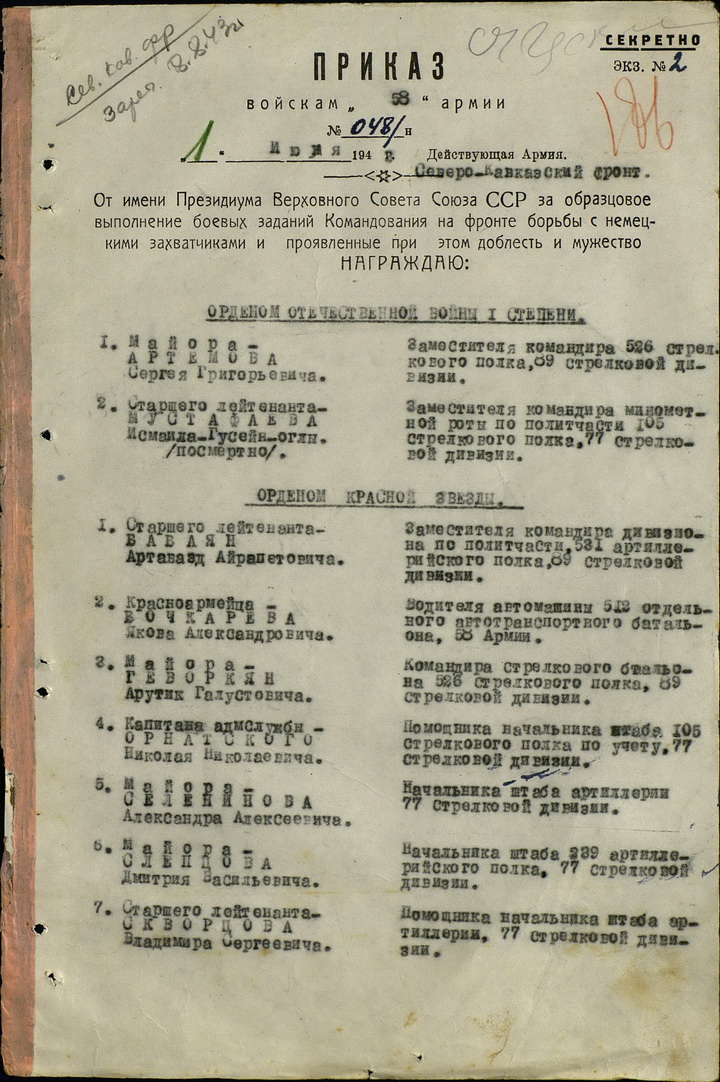 Сев. Кав. фр
Зарег. 8.8.43г
СЕКРЕТНО
ЭКЗ. № 2
ПРИКАЗ
войскам „ 58 “ армии
№ 048/н
1 " Июня 194 г. Действующая Армия.
Северо-Кавказский фронт.
От имени Президиума Верховного Совета Союза ССР за образцовое
выполнение боевых заданий Командования на фронте борьбы с немец-
кими захватчиками и проявленные при этом доблесть и мужество
НАГРАЖДАЮ:
ОРДЕНОМ ОТЕЧЕСТВЕННОЙ ВОЙНЫ I СТЕПЕНИ.
1. Майора - Заместителя командира 526 стрел.
АРТЕМОВА кового полка, 89 стрелковой ди-
Сергея Григорьевича. визии.
2. Старшего лейтенанта- Заместителя командира миномет-
МУСТАФАЕВА ной роты по политчасти 105
Исмаила-Гусейн-оглы. стрелкового полка, 77 стрелко-
/посмертно/. вой дивизии.
ОРДЕНОМ КРАСНОЙ ЗВЕЗДЫ.
1. Старшего лейтенанта- Заместителя командира дивизио-
БАБАЯН на по политчасти, 531 артилле-
Артавазд Айрапетовича. рийского полка, 89 стрелковой
дивизии.
2. Красноармейца - Водителя автомашины 512 отдель-
БОЧКАРЕВА ного автотранспортного баталь-
Якова Александровича. она, 58 Армии.
3. Майора - Командира стрелкового баталью-
ГЕВОРКЯН на 526 стрелкового полка, 89
Арутик Галустовича. стрелковой дивизии.
4. Капитана адмслужбы - Помощника начальника штаба 105
ОРНАТСКОГО стрелкового полка по учету, 77
Николая Николаевича. стрелковой дивизии.
5. Майора - Начальника штаба артиллерии
СЕЛЕНИНОВА 77 стрелковой дивизии.
Александра Алексеевича.
6. Майора - Начальника штаба 239 артилле-
СЛЕПЦОВА рийского полка, 77 стрелковой
Дмитрия Васильевича. дивизии.
7. Старшего лейтенанта- Помощника начальника штаба ар-
СКВОРЦОВА тиллерии, 77 стрелковой диви-
Владимира Сергеевича. зии.